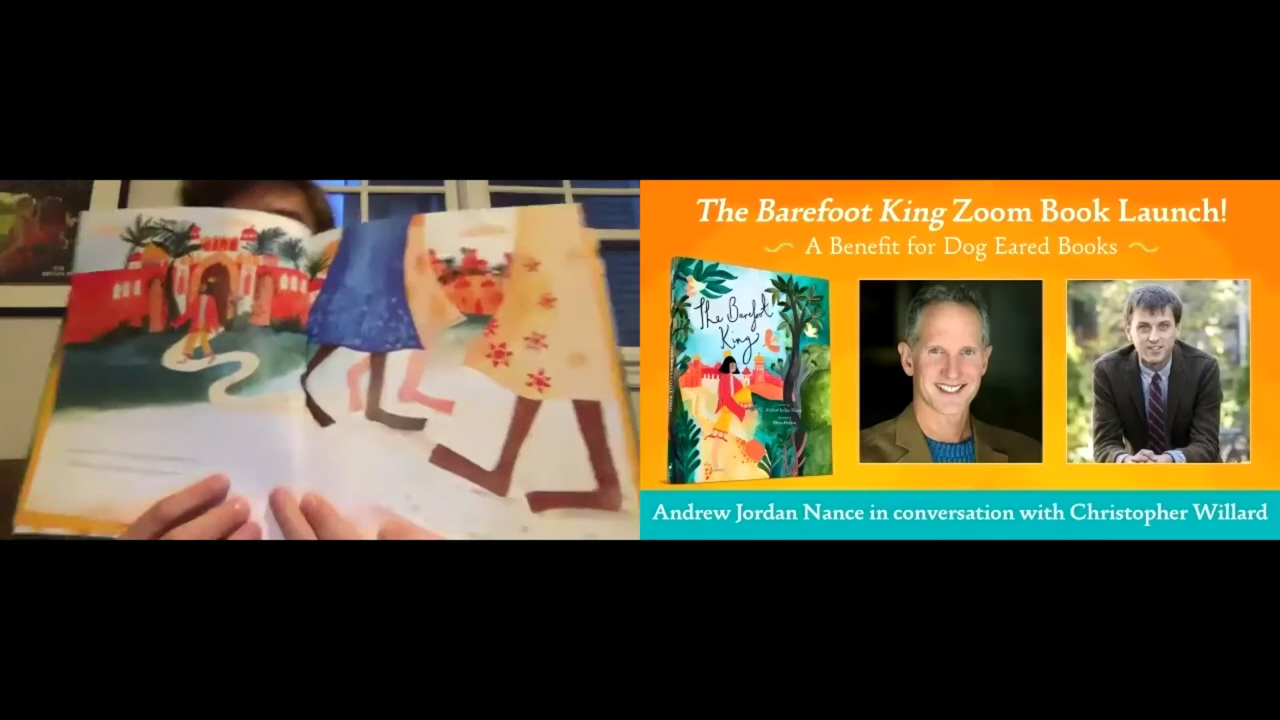 The Barefoot King Zoom Book Launch!
A Benefit for Dog Eared Books
The Barefoot
King
Andrew Jordan Nance in conversation with Christopher Willard